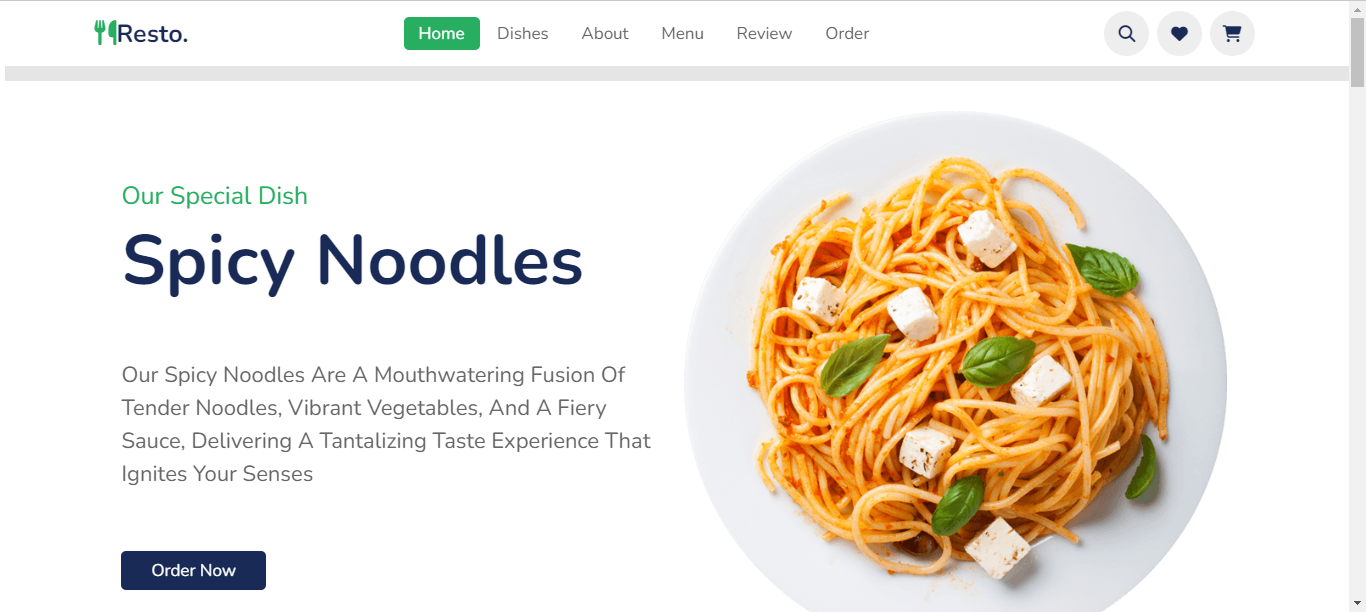 Resto.
Home
Dishes
About
Menu
Review
Order
Our Special Dish
Spicy Noodles
Our Spicy Noodles Are A Mouthwatering Fusion Of
Tender Noodles, Vibrant Vegetables, And A Fiery
Sauce, Delivering A Tantalizing Taste Experience That
Ignites Your Senses
Order Now